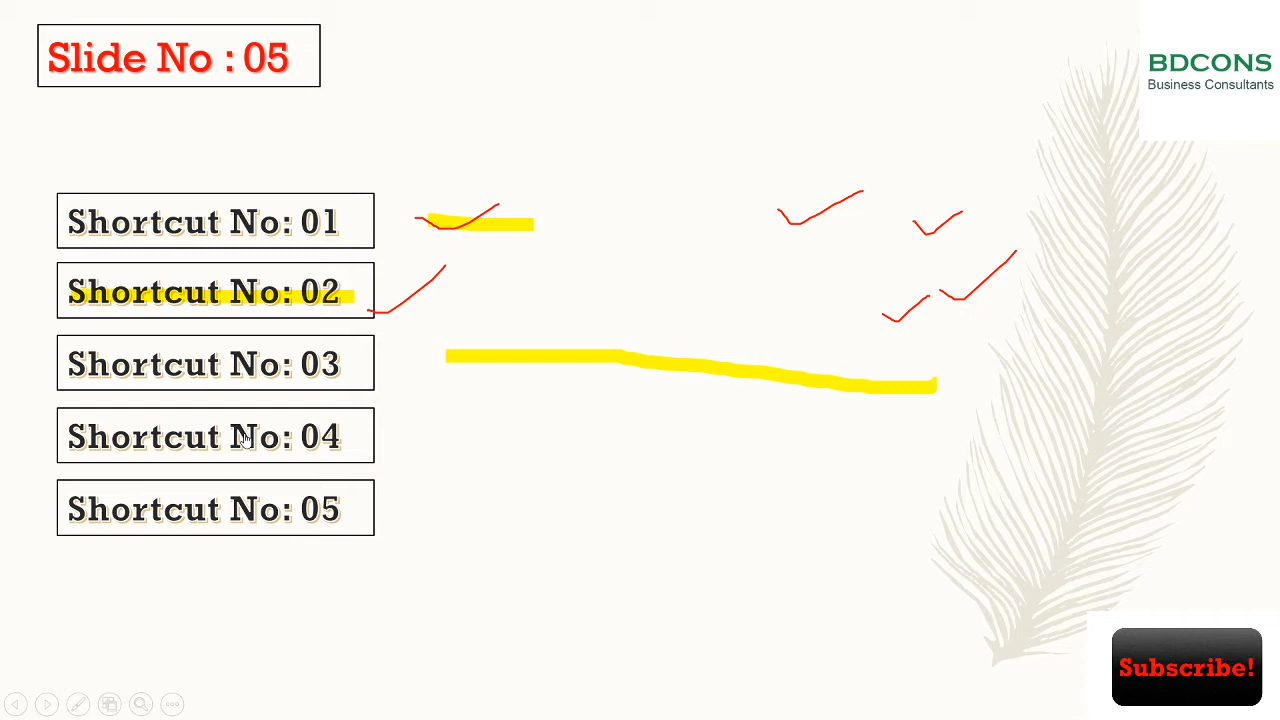 Slide No : 05
BDCONS
Business Consultants
Shortcut No: 01
Shortcut No: 02
Shortcut No: 03
Shortcut No: 04
Shortcut No: 05
Subscribe!